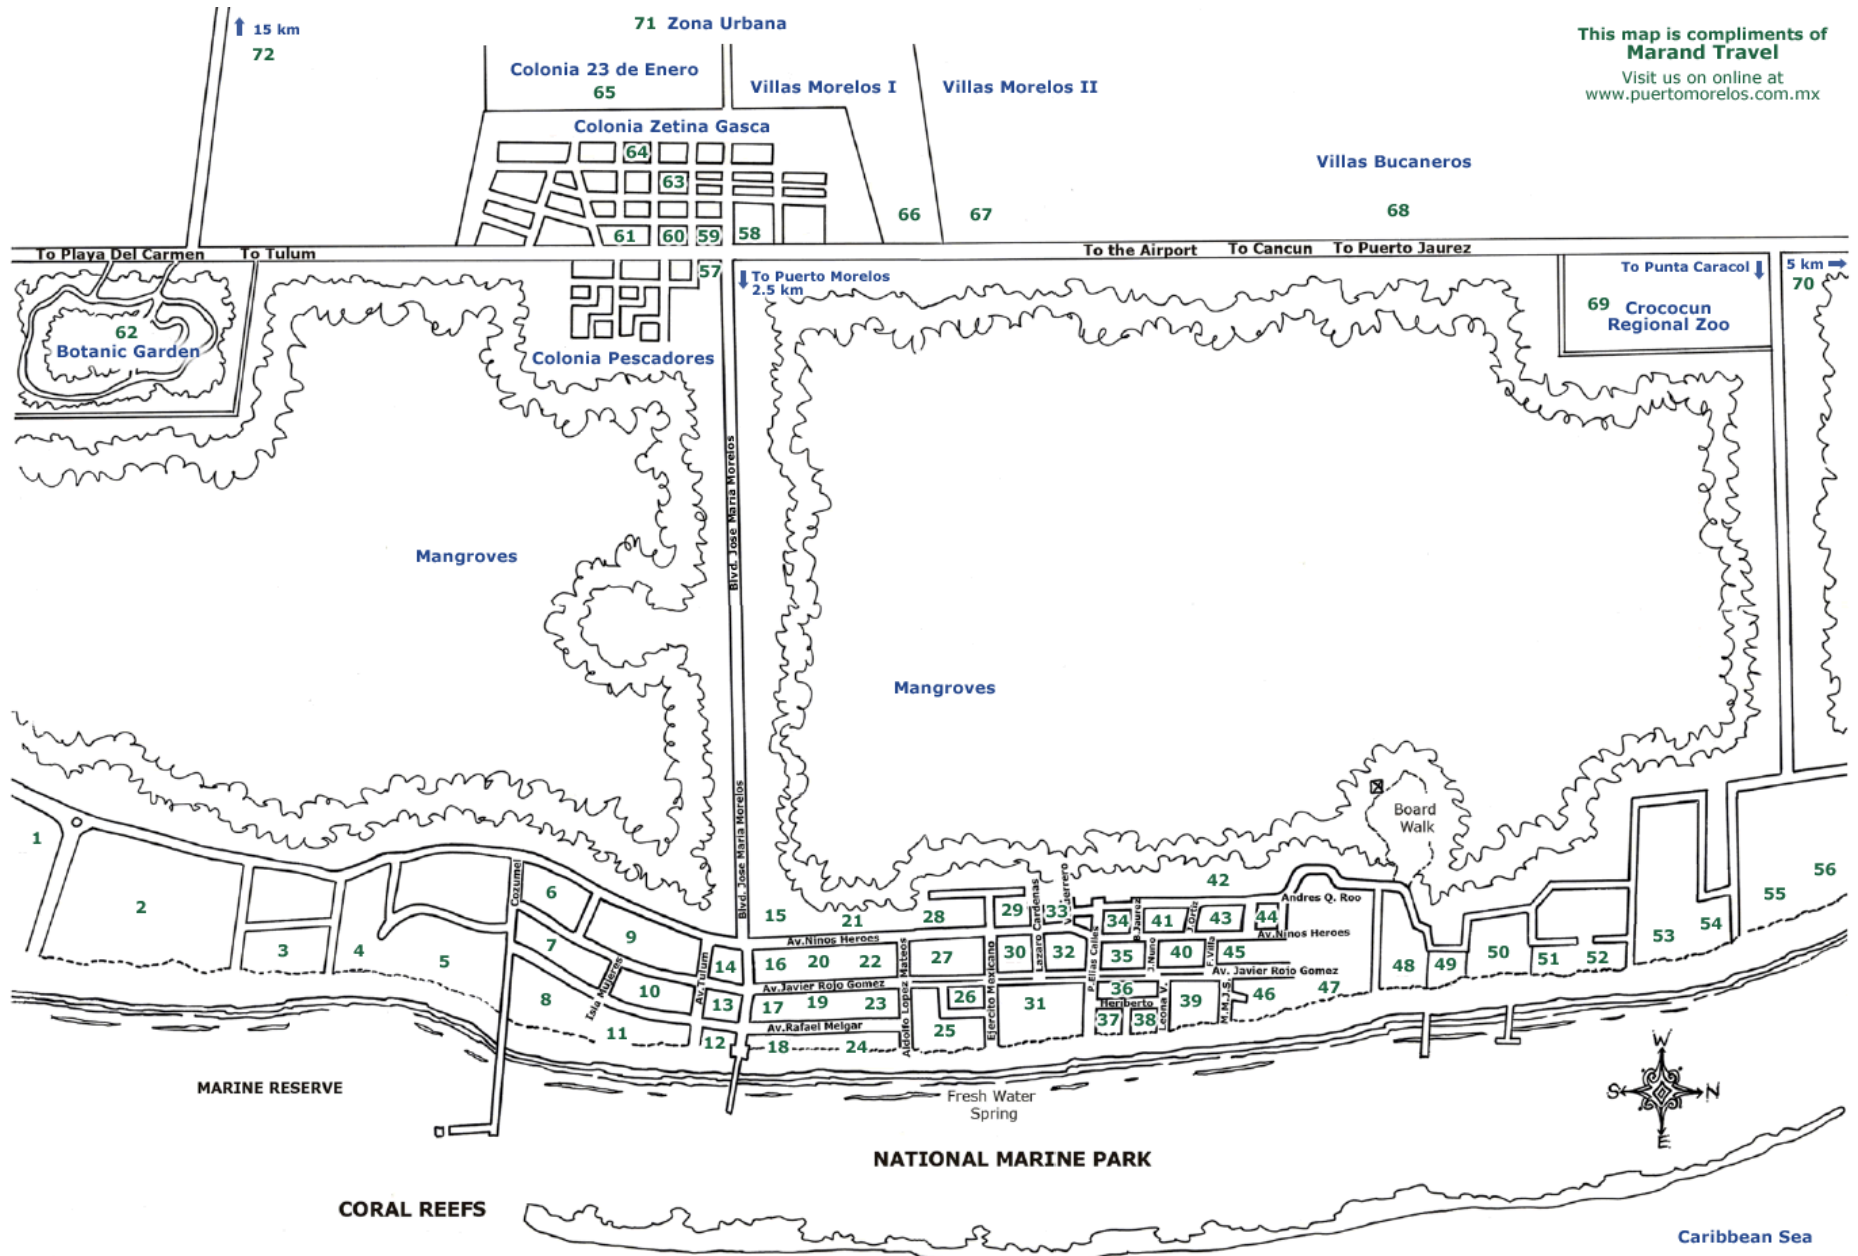 15 km
72
71 Zona Urbana
This map is compliments of
Marand Travel
Visit us on online at
www.puertomorelos.com.mx
Colonia 23 de Enero
65
Villas Morelos I
Villas Morelos II
Colonia Zetina Gasca
64
63
Villas Bucaneros
66
67
68
61
60
59
58
To Playa Del Carmen
To Tulum
To the Airport
To Cancun
To Puerto Jaurez
57
To Puerto Morelos
2.5 km
To Punta Caracol
5 km
70
62
Botanic Garden
69
Crococun
Regional Zoo
Colonia Pescadores
Blvd. Jose Maria Morelos
Mangroves
Mangroves
Blvd. Jose Maria Morelos
Board
Walk
1
2
3
4
5
Cozumel
6
7
8
9
10
11
Isla Mujeres
Av.Tulum
12
13
14
15
21
28
Av.Ninos Heroes
16
20
22
27
Av.Javier Rojo Gomez
17
19
23
Av.Rafael Melgar
18
24
Aldolfo Lopez Mateos
25
26
Ejercito Mexicano
29
30
31
Lazaro Cardenas
33
32
P.Elias Calles
34
35
36
Heriberto
37
38
B.Jaurez
J.Nuno
Leona V.
41
40
39
J.Ortiz
F.Villa
M.M.J.S.
42
43
44
45
46
47
Andres Q. Roo
Av.Ninos Heroes
Av. Javier Rojo Gomez
48
49
50
51
52
53
54
55
56
MARINE RESERVE
Fresh Water
Spring
W
S
N
E
NATIONAL MARINE PARK
CORAL REEFS
Caribbean Sea